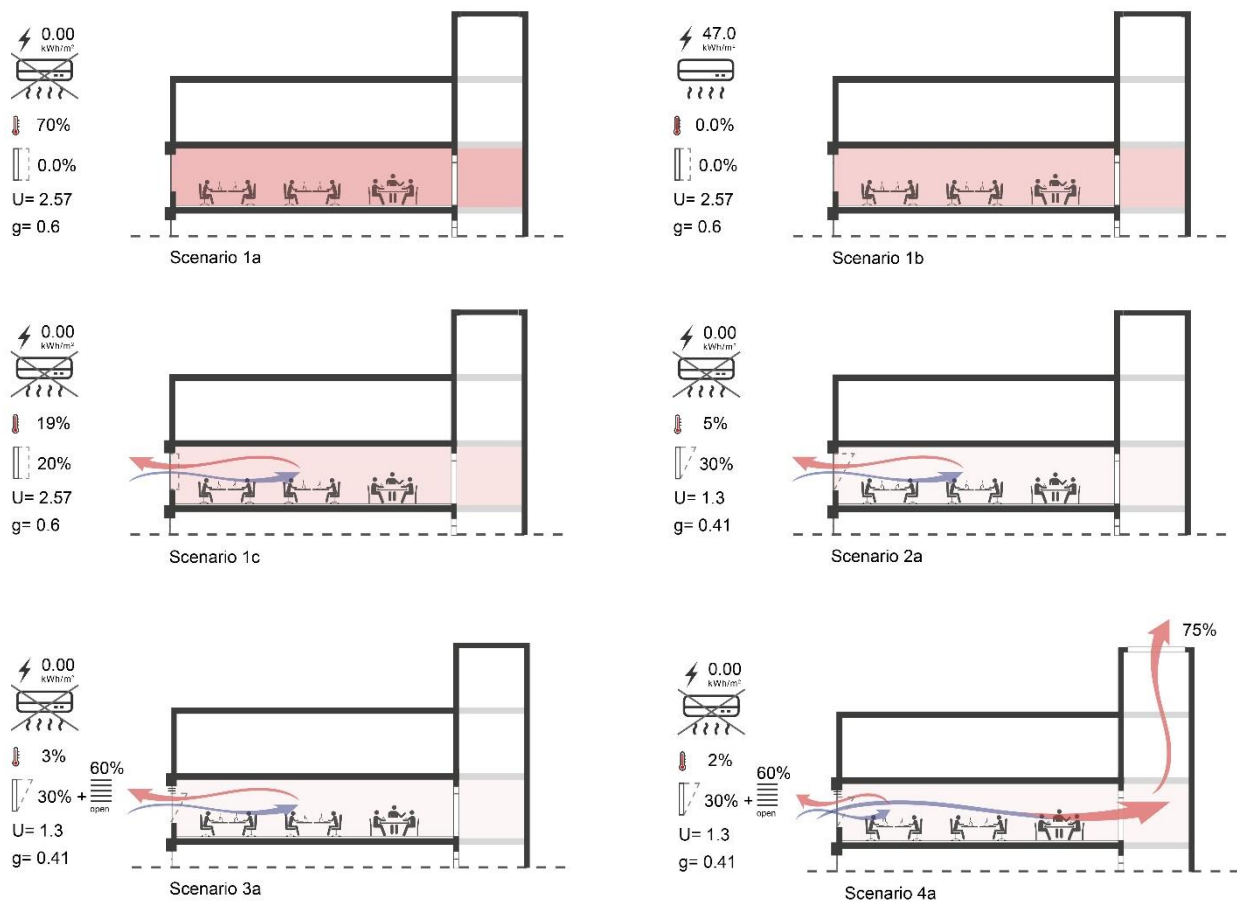 0.00
kWh/m²
70%
0.0%
U= 2.57
g= 0.6
Scenario 1a
47.0
kWh/m²
0.0%
0.0%
U= 2.57
g= 0.6
Scenario 1b
0.00
kWh/m²
19%
20%
U= 2.57
g= 0.6
Scenario 1c
0.00
kWh/m²
5%
30%
U= 1.3
g= 0.41
Scenario 2a
0.00
kWh/m²
3%
60%
30% +
open
U= 1.3
g= 0.41
Scenario 3a
75%
0.00
kWh/m²
2%
60%
30% +
open
U= 1.3
g= 0.41
Scenario 4a